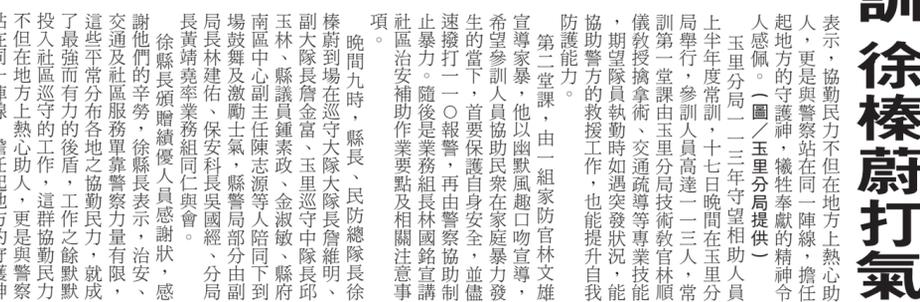 訓 徐榛蔚打氣
表示，協勤民力不但在地方上熱心助
人，更是與警察站在同一陣線，擔任
起地方的守護神，犧牲奉獻的精神令
人感佩。(圖／玉里分局提供)
玉里分局一一三年守望相助人員
上半年度常訓，十七日晚間在玉里分
局舉行，參訓人員高達一一三人，常
訓第一堂課由玉里分局技術教官林順
儀教授擒拿術、交通疏導等專業技能
，期望隊員執勤時如遇突發狀況，能
協助警方的救援工作，也能提升自我
防護能力。
第二堂課，由一組家防官林文雄
宣導家暴，他以幽默風趣口吻宣導，
希望參訓人員協助民眾在家庭暴力發
生的當下，首要保護自身安全，並儘
速撥打一一〇報警，再由警察協助制
止暴力。隨後是業務組長林國銘宣講
社區治安補助作業要點及相關注意事
項。
晚間九時，縣長、民防總隊長徐
榛蔚到場在巡守大隊大隊長詹維明、
副大隊長詹金富、玉里巡守中隊長邱
玉林、縣議員鍾素政、金淑敏、縣府
南區中心副主任陳志源等人陪同下到
場鼓舞及激勵士氣，縣警局部分由副
局長林建佑、保安科長吳國經、分局
長黃靖堯率業務組同仁與會。
徐縣長頒贈績優人員感謝狀，感
謝他們的辛勞，徐縣長表示，治安、
交通及社區服務單靠警察力量有限，
這些平常分布各地之協勤民力，就成
了最強而有力的後盾，工作之餘默默
投入社區巡守的工作，這群協勤民力
不但在地方上熱心助人，更是與警察
站在同一陣線，擔任起地方的守護神